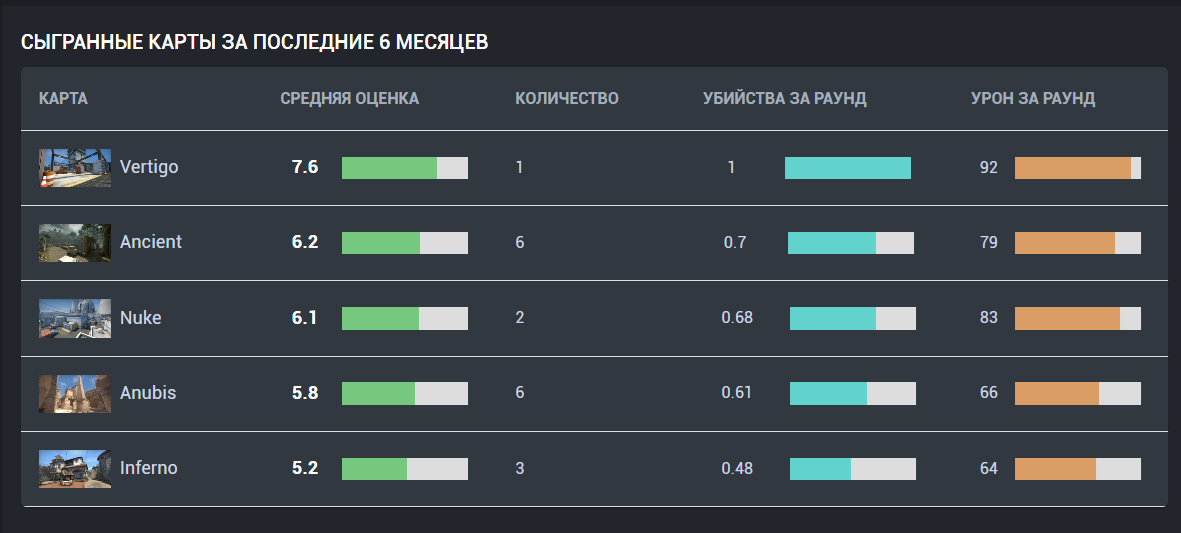 СЫГРАННЫЕ КАРТЫ ЗА ПОСЛЕДНИЕ 6 МЕСЯЦЕВ
КАРТА СРЕДНЯЯ ОЦЕНКА КОЛИЧЕСТВО УБИЙСТВА ЗА РАУНД УРОН ЗА РАУНД
Vertigo 7.6 1 1 92
Ancient 6.2 6 0.7 79
Nuke 6.1 2 0.68 83
Anubis 5.8 6 0.61 66
Inferno 5.2 3 0.48 64